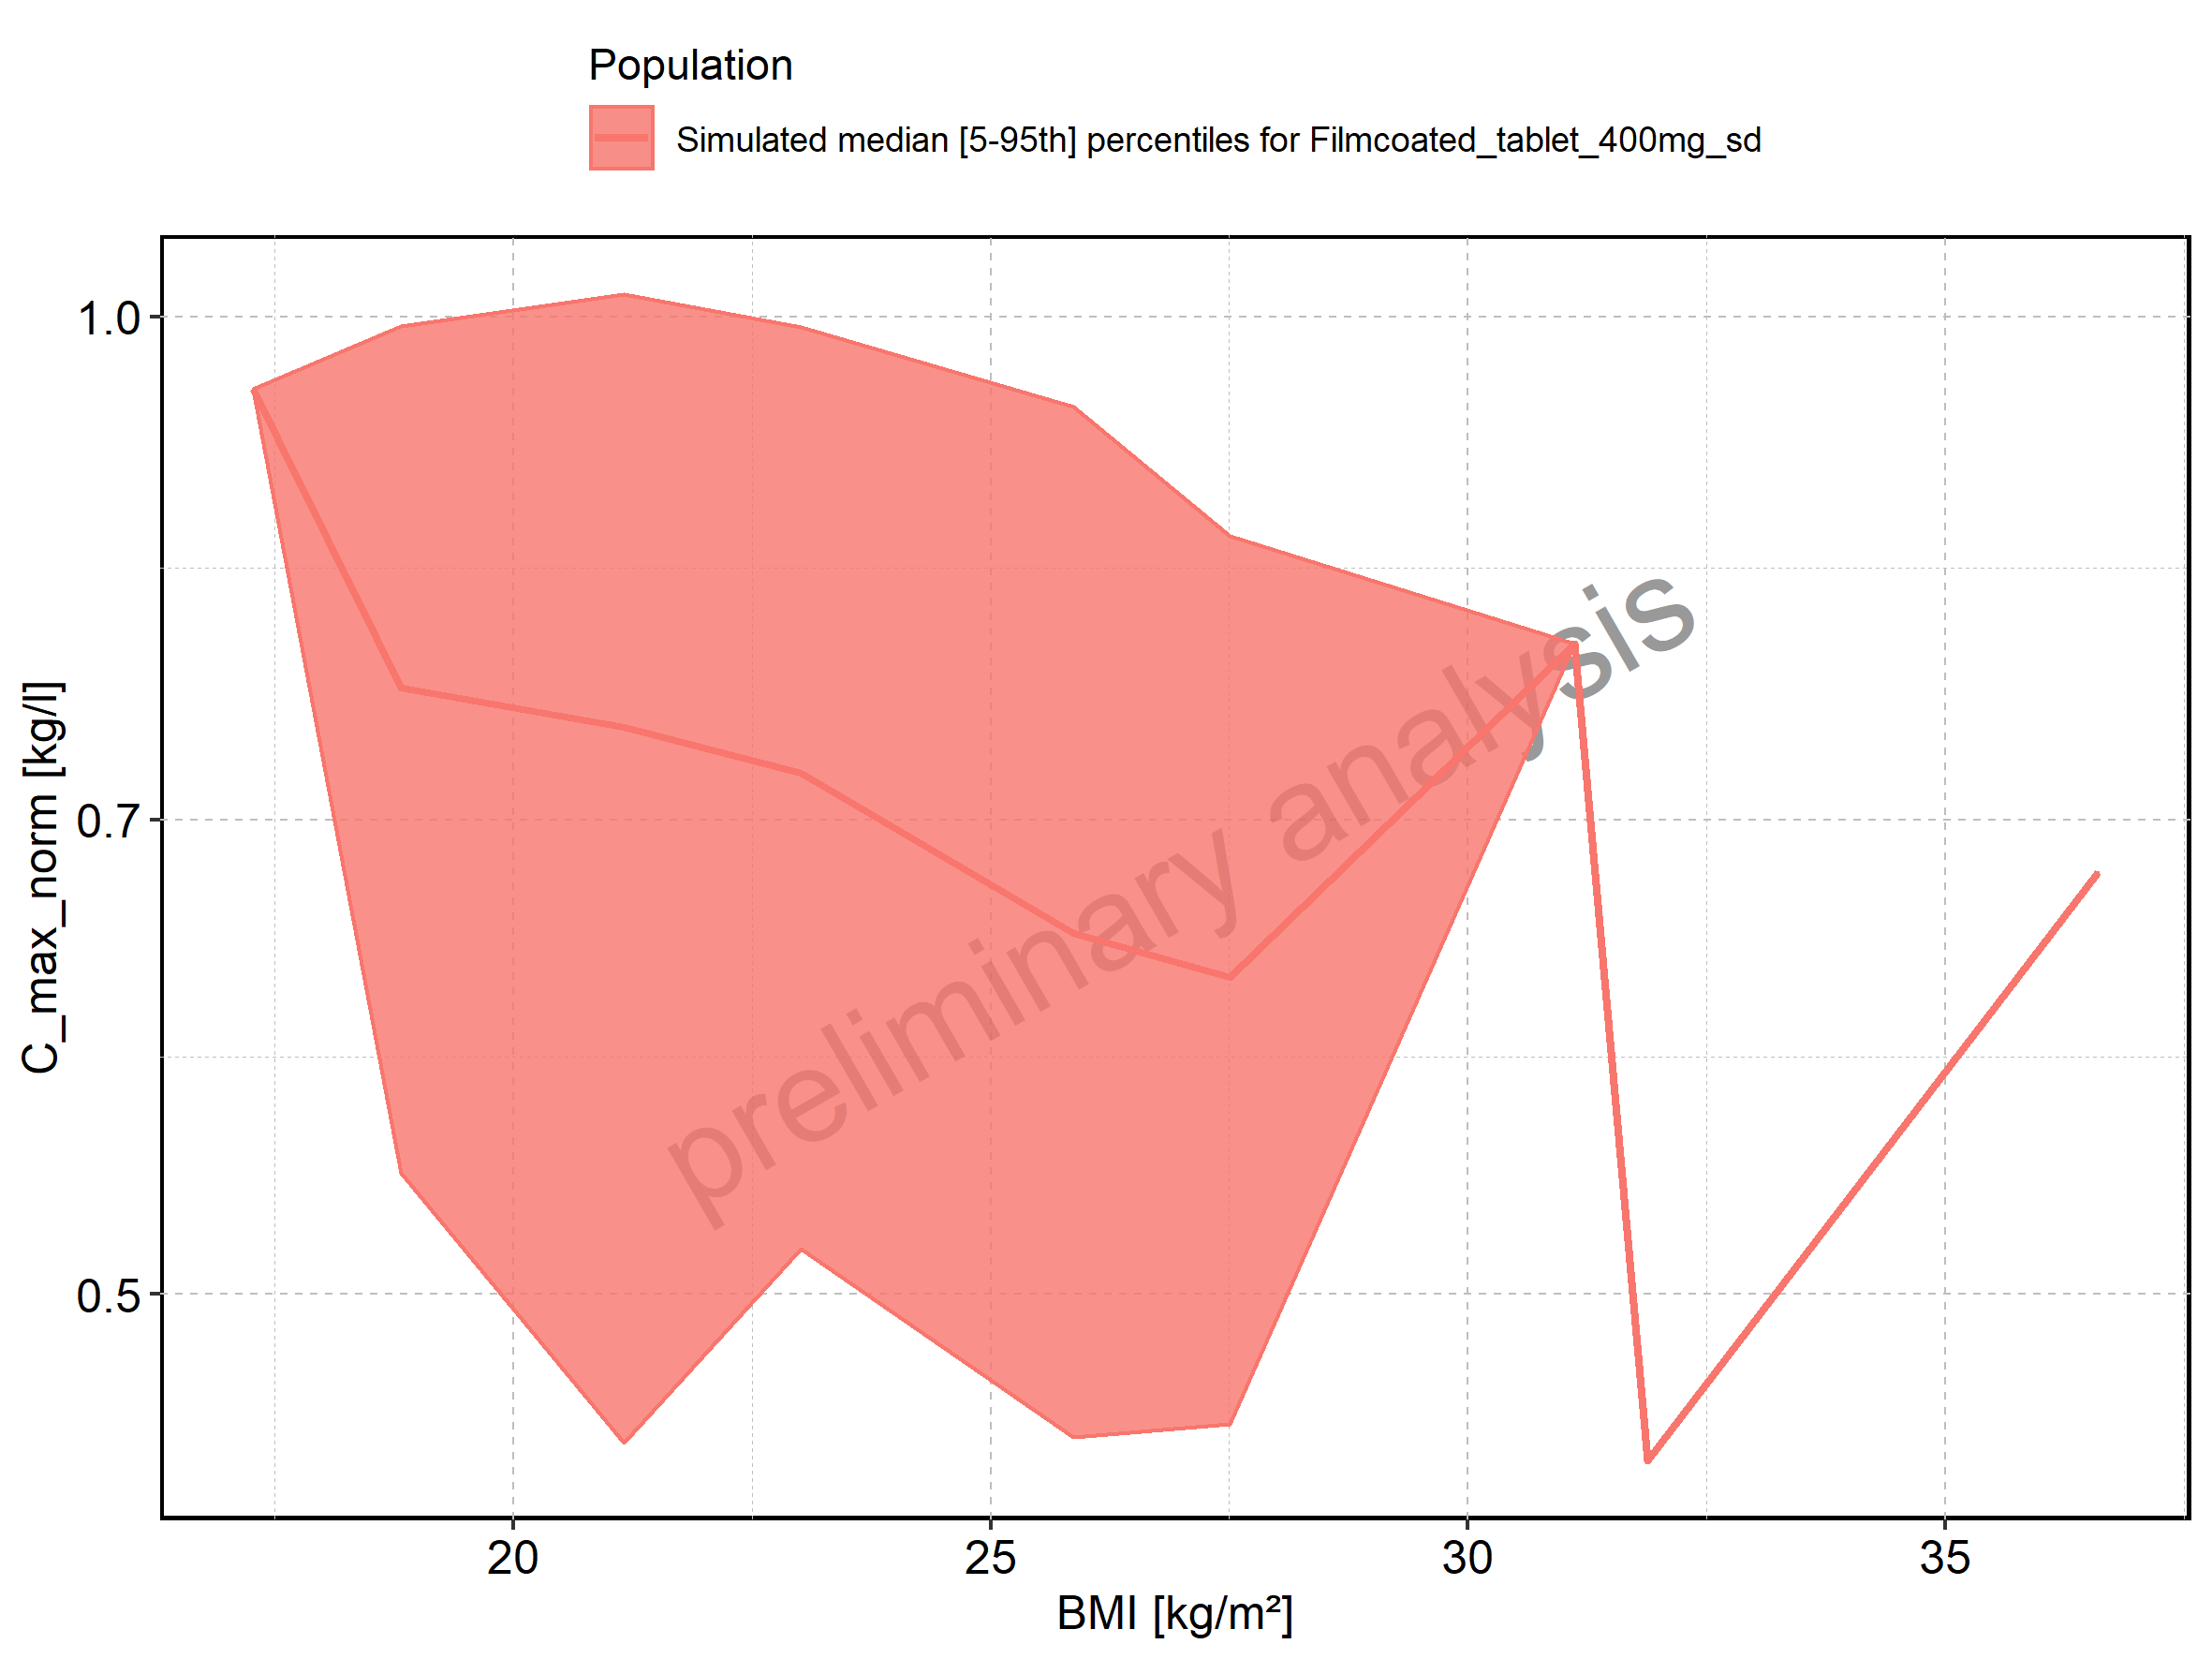 Population
Simulated median [5-95th] percentiles for Filmcoated_tablet_400mg_sd
1.0
0.7
0.5
C_max_norm [kg/l]
preliminary analysis
20 25 30 35
BMI [kg/m²]